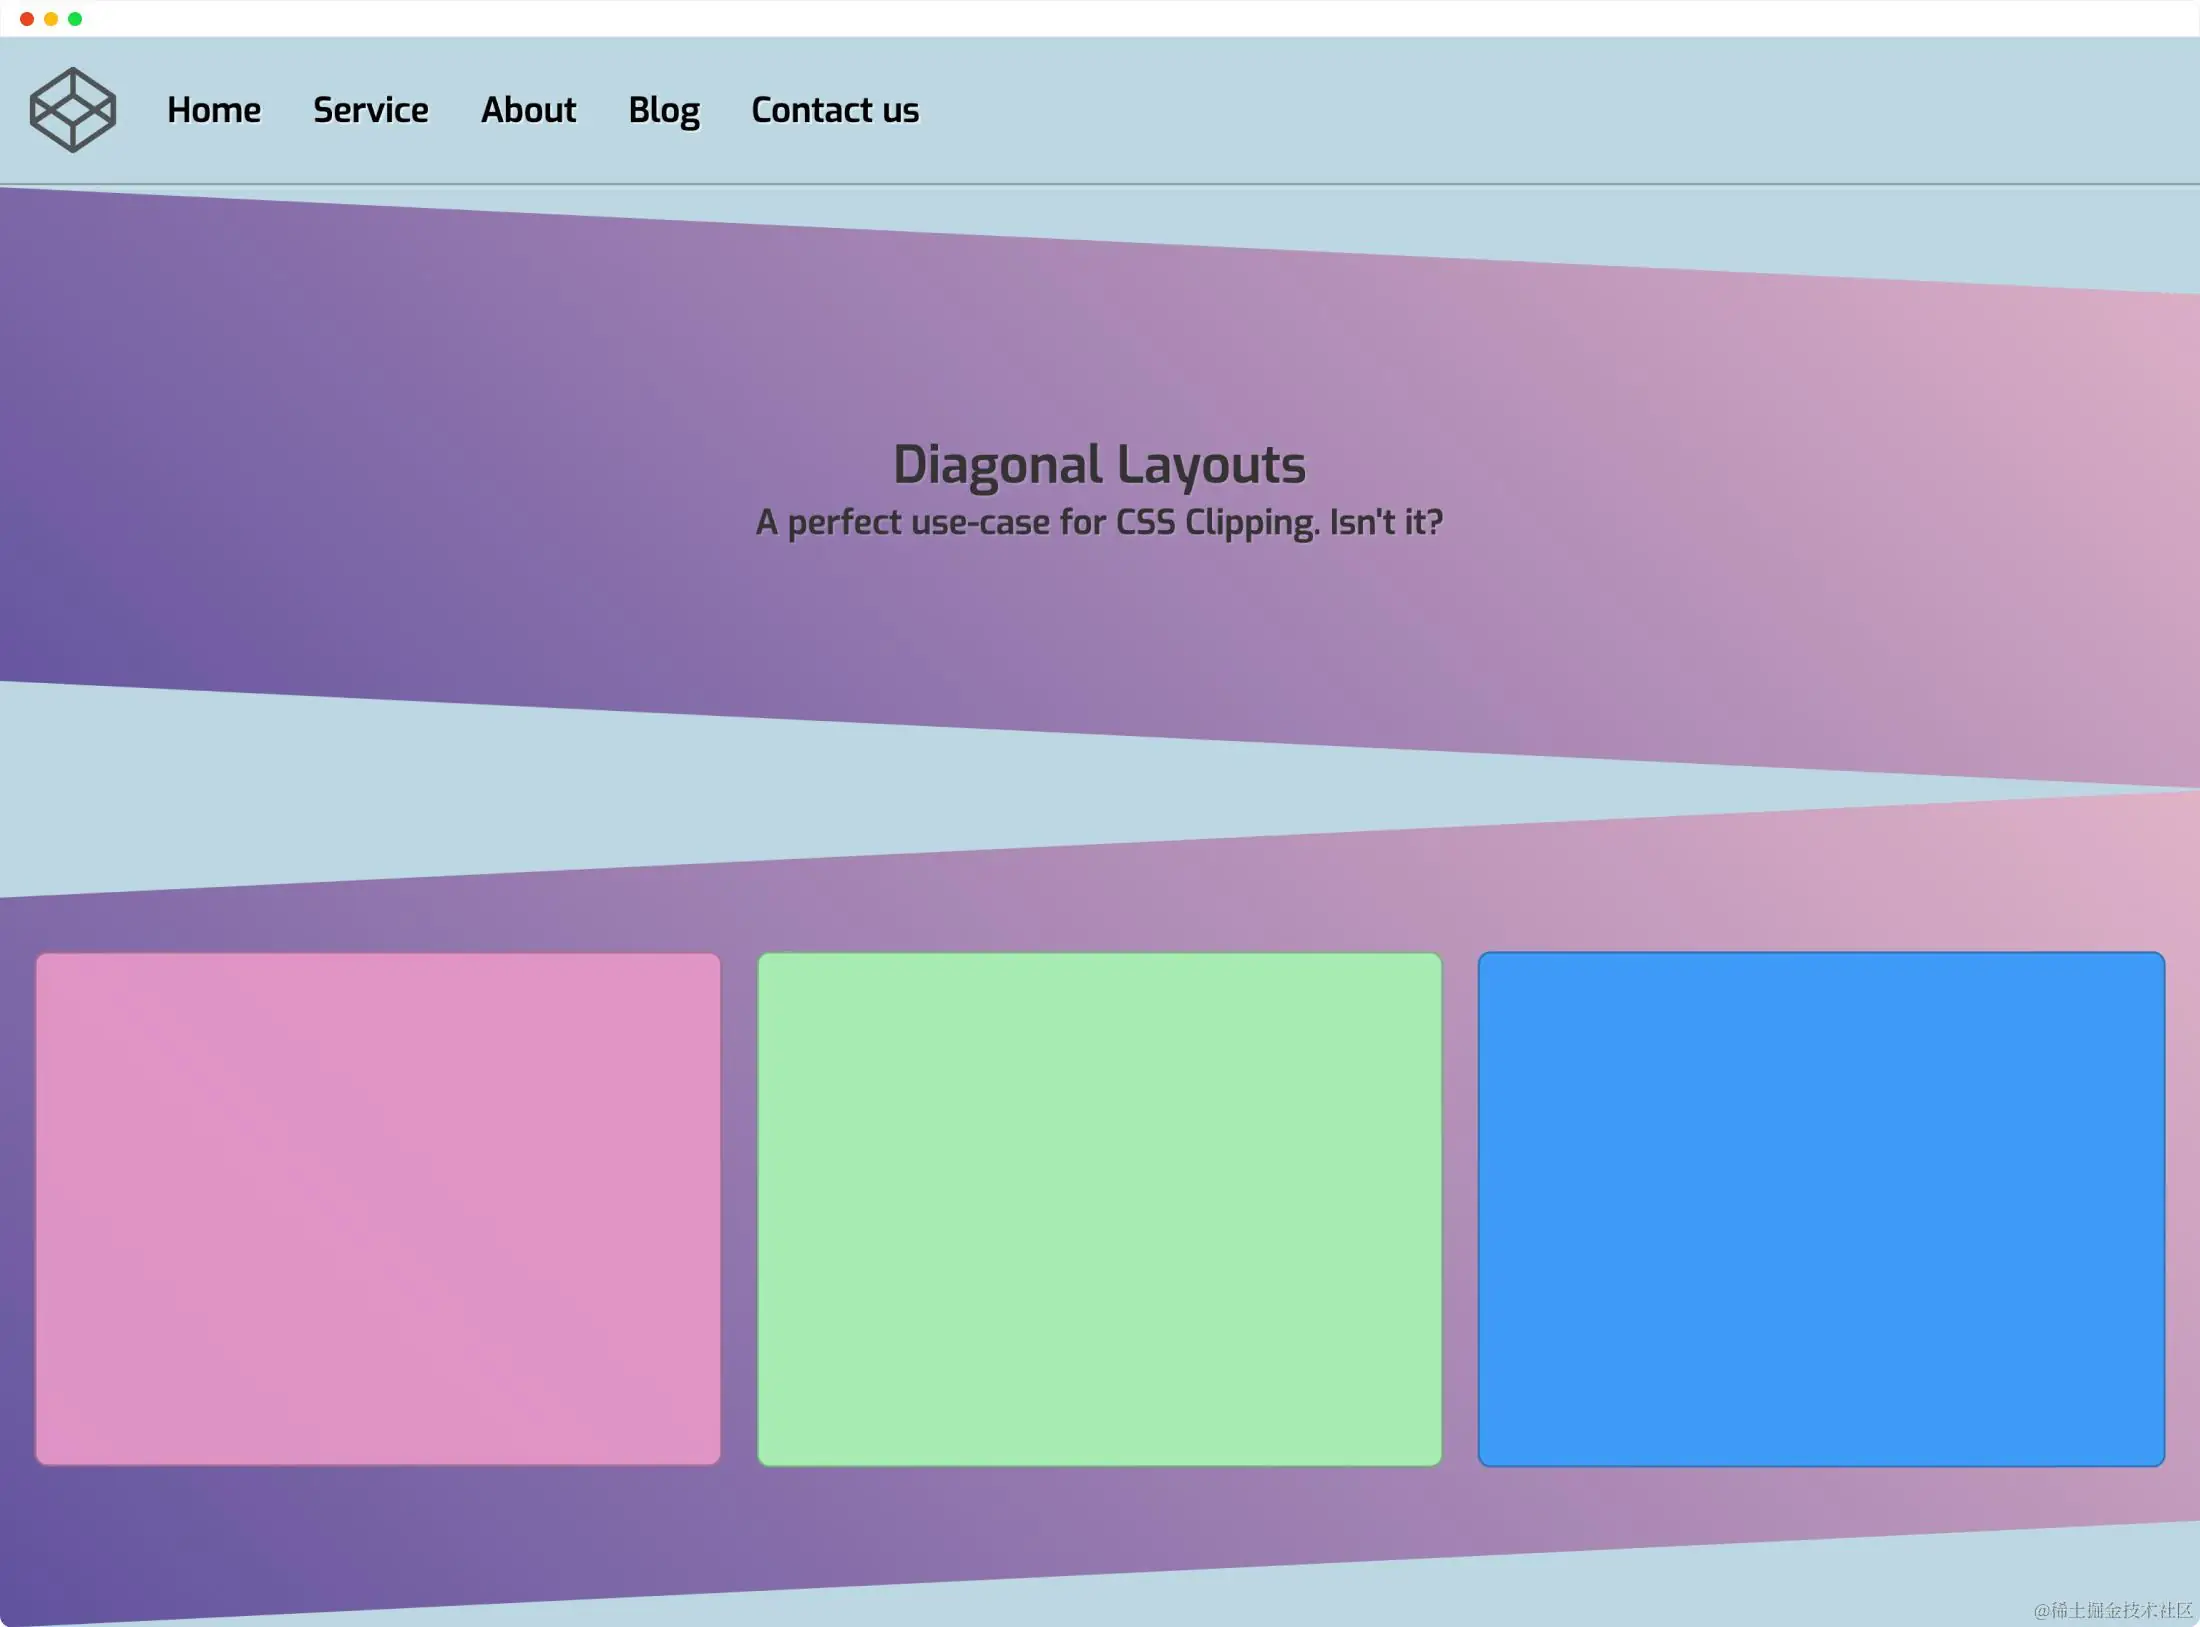 Home Service About Blog Contact us
Diagonal Layouts
A perfect use-case for CSS Clipping. Isn't it?
@稀土掘金技术社区